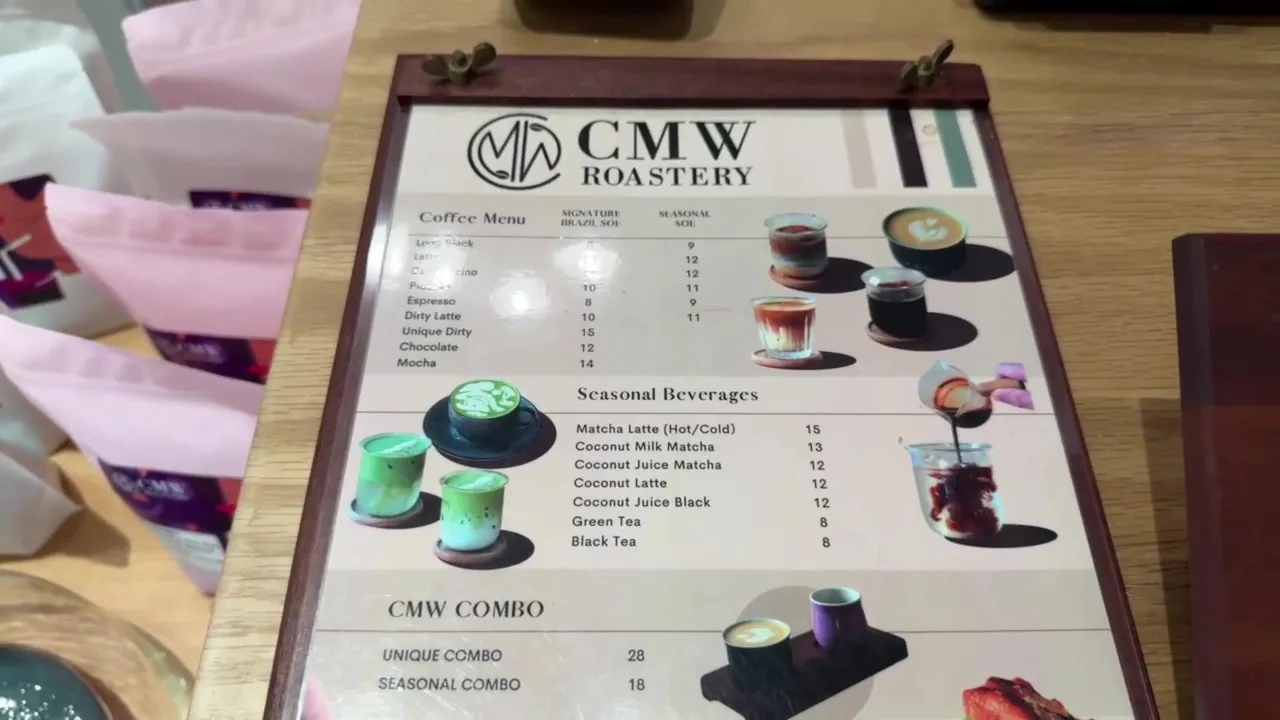 CMW
ROASTERY
Coffee Menu SIGNATURE BRAZIL SOE SEASONAL SOE
Long Black 9
Latte 12
12
10 11
Espresso 8 9
Dirty Latte 10 11
Unique Dirty 15
Chocolate 12
Mocha 14
Seasonal Beverages
Matcha Latte (Hot/Cold) 15
Coconut Milk Matcha 13
Coconut Juice Matcha 12
Coconut Latte 12
Coconut Juice Black 12
Green Tea 8
Black Tea 8
CMW COMBO
UNIQUE COMBO 28
SEASONAL COMBO 18
CMW